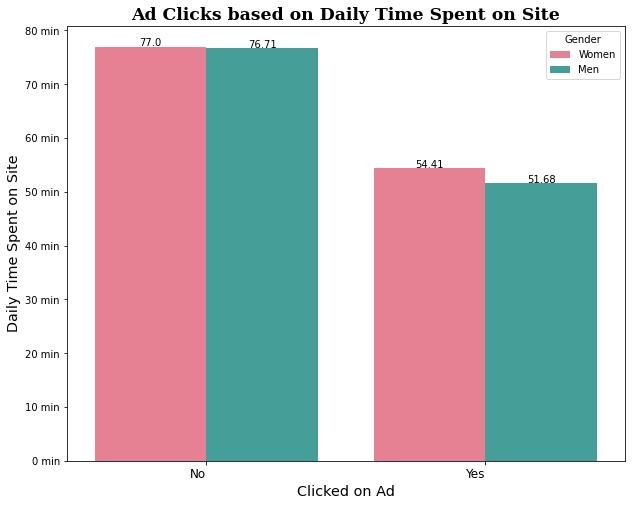 Ad Clicks based on Daily Time Spent on Site
Gender
Women
Men
80 min
70 min
60 min
50 min
40 min
30 min
20 min
10 min
0 min
Daily Time Spent on Site
77.0
76.71
54.41
51.68
No
Yes
Clicked on Ad